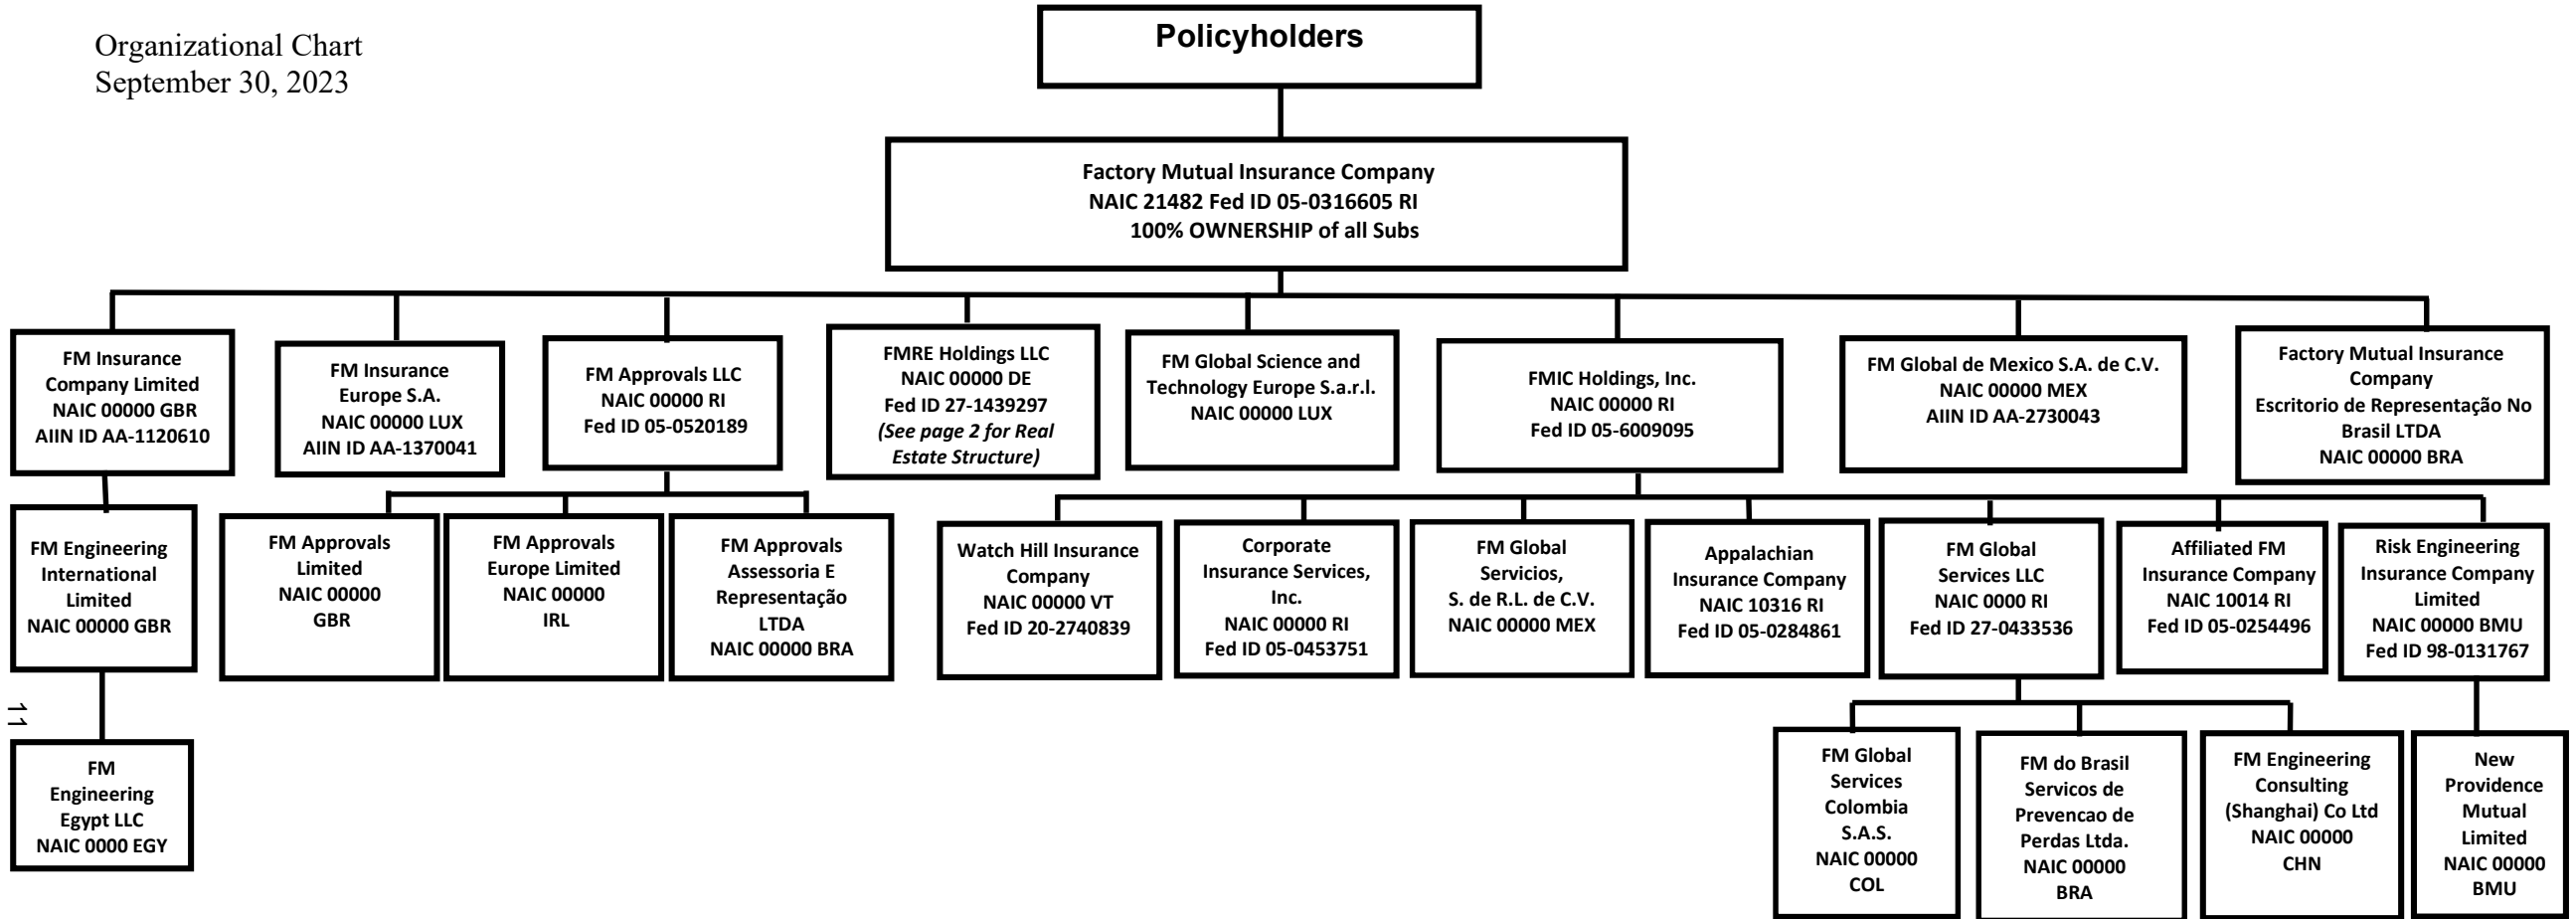 Organizational Chart
September 30, 2023
Policyholders
Factory Mutual Insurance Company
NAIC 21482 Fed ID 05-0316605 RI
100% OWNERSHIP of all Subs
FM Insurance
Company Limited
NAIC 00000 GBR
AIIN ID AA-1120610
FM Insurance
Europe S.A.
NAIC 00000 LUX
AIIN ID AA-1370041
FM Approvals LLC
NAIC 00000 RI
Fed ID 05-0520189
FMRE Holdings LLC
NAIC 00000 DE
Fed ID 27-1439297
(See page 2 for Real
Estate Structure)
FM Global Science and
Technology Europe S.a.r.l.
NAIC 00000 LUX
FMIC Holdings, Inc.
NAIC 00000 RI
Fed ID 05-6009095
FM Global de Mexico S.A. de C.V.
NAIC 00000 MEX
AIIN ID AA-2730043
Factory Mutual Insurance
Company
Escritorio de Representação No
Brasil LTDA
NAIC 00000 BRA
FM Engineering
International
Limited
NAIC 00000 GBR
FM Approvals
Limited
NAIC 00000
GBR
FM Approvals
Europe Limited
NAIC 00000
IRL
FM Approvals
Assessoria E
Representação
LTDA
NAIC 00000 BRA
Watch Hill Insurance
Company
NAIC 00000 VT
Fed ID 20-2740839
Corporate
Insurance Services,
Inc.
NAIC 00000 RI
Fed ID 05-0453751
FM Global
Servicios,
S. de R.L. de C.V.
NAIC 00000 MEX
Appalachian
Insurance Company
NAIC 10316 RI
Fed ID 05-0284861
FM Global
Services LLC
NAIC 0000 RI
Fed ID 27-0433536
Affiliated FM
Insurance Company
NAIC 10014 RI
Fed ID 05-0254496
Risk Engineering
Insurance Company
Limited
NAIC 00000 BMU
Fed ID 98-0131767
11
FM
Engineering
Egypt LLC
NAIC 0000 EGY
FM Global
Services
Colombia
S.A.S.
NAIC 00000
COL
FM do Brasil
Servicos de
Prevencao de
Perdas Ltda.
NAIC 00000
BRA
FM Engineering
Consulting
(Shanghai) Co Ltd
NAIC 00000
CHN
New
Providence
Mutual
Limited
NAIC 00000
BMU